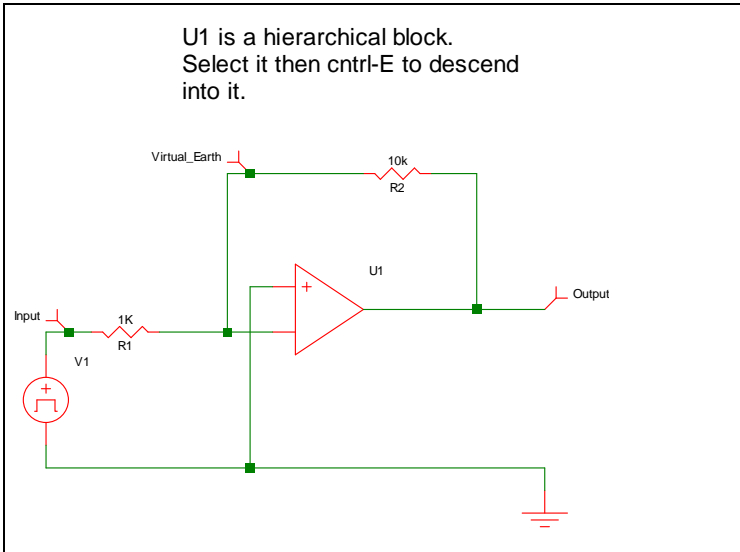 U1 is a hierarchical block.
Select it then cntrl-E to descend
into it.
Virtual_Earth
10k
R2
U1
+
Output
Input
1K
R1
V1
+